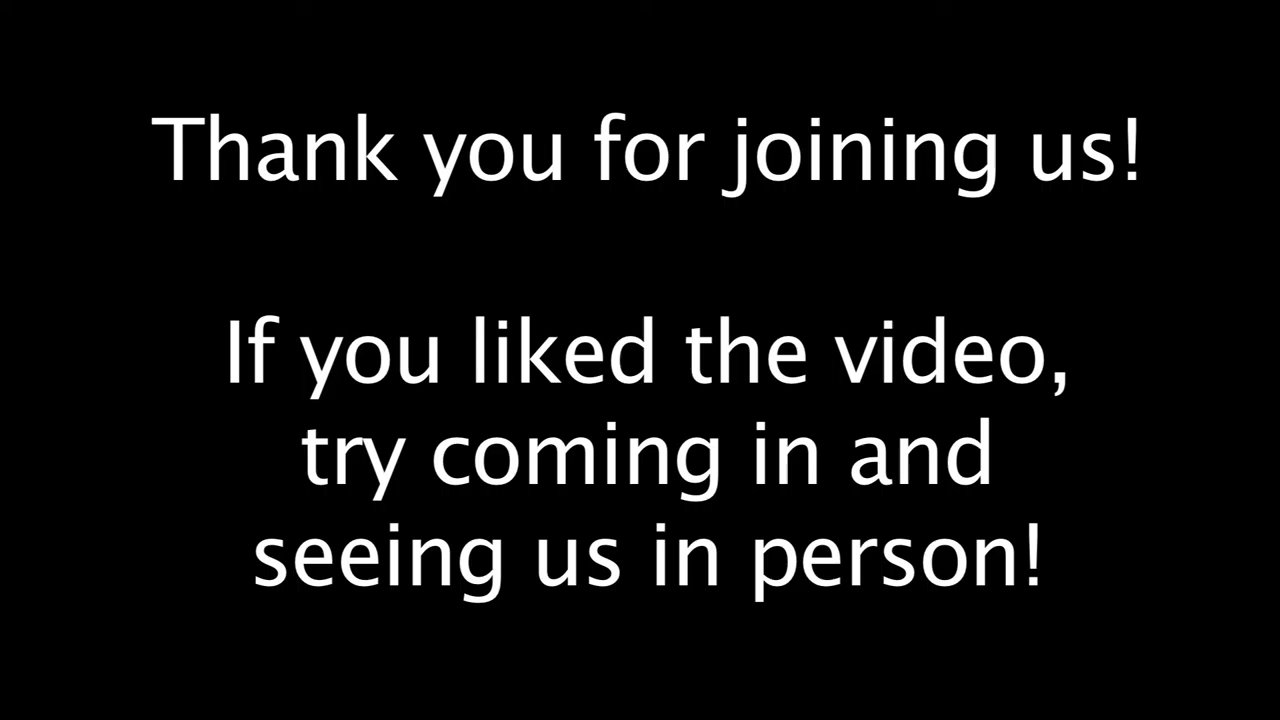 Thank you for joining us!
If you liked the video,
try coming in and
seeing us in person!